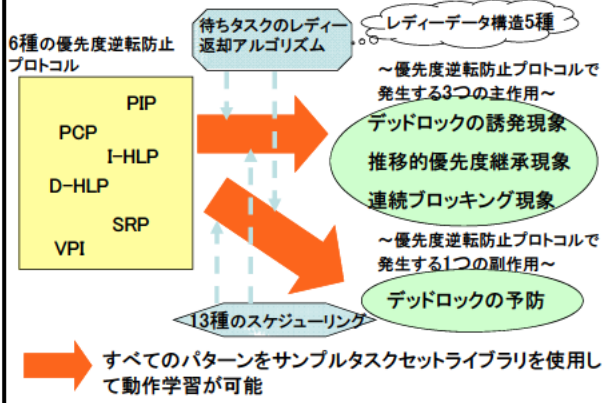 待ちタスクのレディー
返却アルゴリズム
レディーデータ構造5種
6種の優先度逆転防止
プロトコル
PIP
PCP
I-HLP
D-HLP
SRP
VPI
～優先度逆転防止プロトコルで
発生する3つの主作用～
デッドロックの誘発現象
推移的優先度継承現象
連続ブロッキング現象
～優先度逆転防止プロトコルで
発生する1つの副作用～
デッドロックの予防
13種のスケジューリング
すべてのパターンをサンプルタスクセットライブラリを使用し
て動作学習が可能